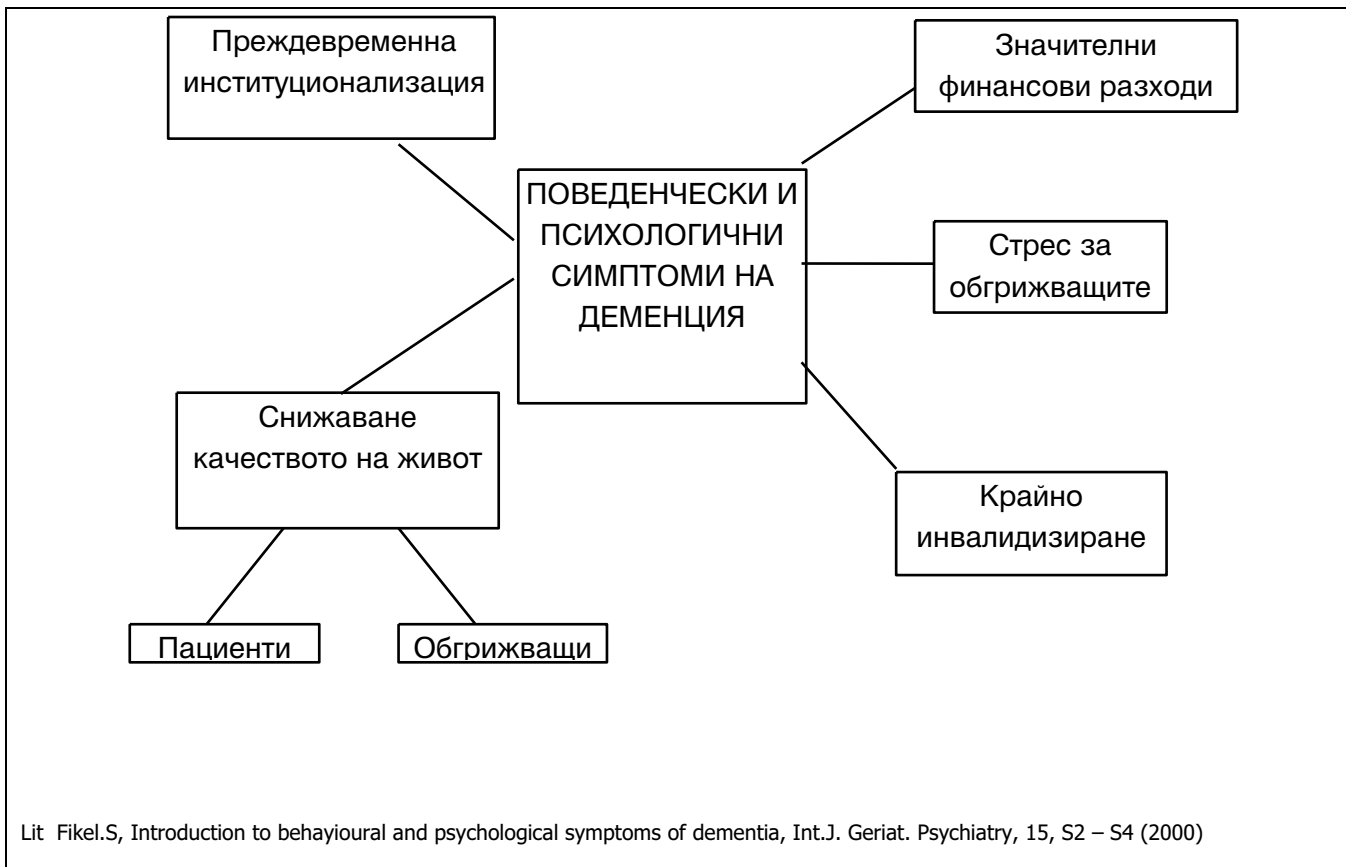 Преждевременна
институционализация
Значителни
финансови разходи
ПОВЕДЕНЧЕСКИ И
ПСИХОЛОГИЧНИ
СИМПТОМИ НА
ДЕМЕНЦИЯ
Стрес за
обгрижващите
Снижаване
качеството на живот
Крайно
инвалидизиране
Пациенти
Обгрижващи
Lit Fikel.S, Introduction to behayioural and psychological symptoms of dementia, Int.J. Geriat. Psychiatry, 15, S2 – S4 (2000)